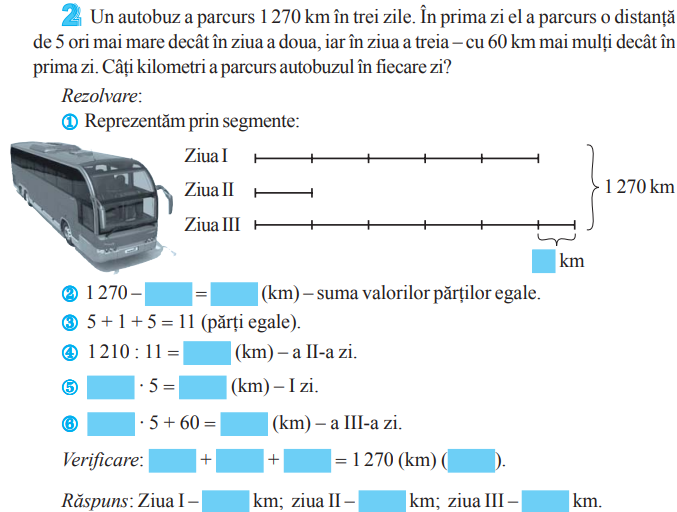 2 Un autobuz a parcurs 1 270 km în trei zile. În prima zi el a parcurs o distanță
de 5 ori mai mare decât în ziua a doua, iar în ziua a treia – cu 60 km mai mulți decât în
prima zi. Câți kilometri a parcurs autobuzul în fiecare zi?
Rezolvare:
1 Reprezentăm prin segmente:
Ziua I
Ziua II
1 270 km
Ziua III
km
2 1 270 – = (km) – suma valorilor părților egale.
3 5 + 1 + 5 = 11 (părți egale).
4 1 210 : 11 = (km) – a II-a zi.
5 · 5 = (km) – I zi.
6 · 5 + 60 = (km) – a III-a zi.
Verificare: + + = 1 270 (km) ( ).
Răspuns: Ziua I – km; ziua II – km; ziua III – km.